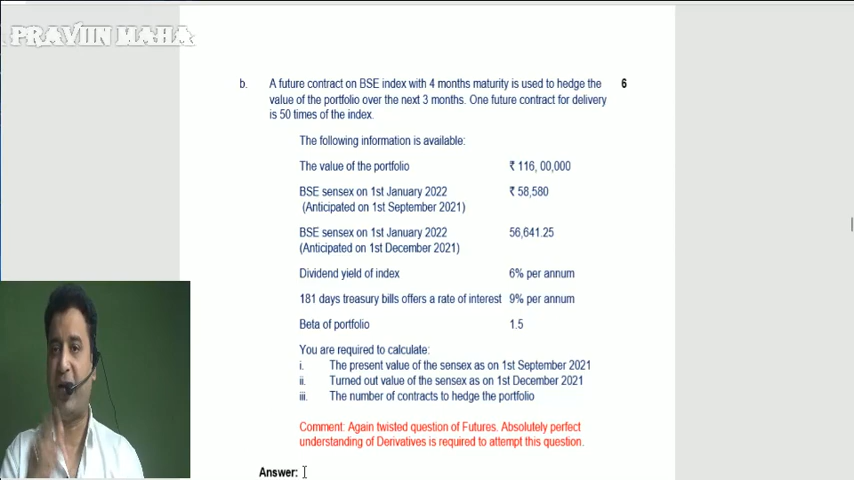 PRAVIIN MAHA
b. A future contract on BSE index with 4 months maturity is used to hedge the 6
value of the portfolio over the next 3 months. One future contract for delivery
is 50 times of the index.
The following information is available:
The value of the portfolio ₹ 116, 00,000
BSE sensex on 1st January 2022 ₹ 58,580
(Anticipated on 1st September 2021)
BSE sensex on 1st January 2022 56,641.25
(Anticipated on 1st December 2021)
Dividend yield of index 6% per annum
181 days treasury bills offers a rate of interest 9% per annum
Beta of portfolio 1.5
You are required to calculate:
i. The present value of the sensex as on 1st September 2021
ii. Turned out value of the sensex as on 1st December 2021
iii. The number of contracts to hedge the portfolio
Comment: Again twisted question of Futures. Absolutely perfect
understanding of Derivatives is required to attempt this question.
Answer: